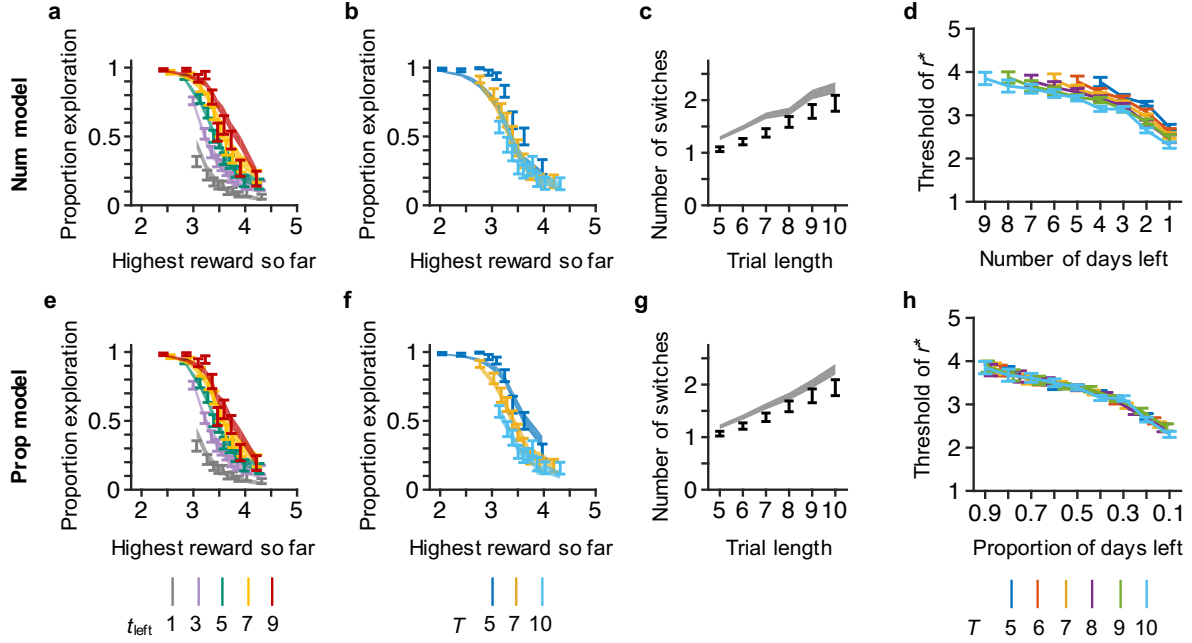 a
b
c
d
Num model
Proportion exploration
1
0.5
0
2 3 4 5
Highest reward so far
Proportion exploration
1
0.5
0
2 3 4 5
Highest reward so far
Number of switches
2
1
0
5 6 7 8 9 10
Trial length
Threshold of r*
5
4
3
2
1
9 8 7 6 5 4 3 2 1
Number of days left
e
f
g
h
Prop model
Proportion exploration
1
0.5
0
2 3 4 5
Highest reward so far
Proportion exploration
1
0.5
0
2 3 4 5
Highest reward so far
Number of switches
2
1
0
5 6 7 8 9 10
Trial length
Threshold of r*
5
4
3
2
1
0.9 0.7 0.5 0.3 0.1
Proportion of days left
tleft 1 3 5 7 9
T 5 7 10
T 5 6 7 8 9 10